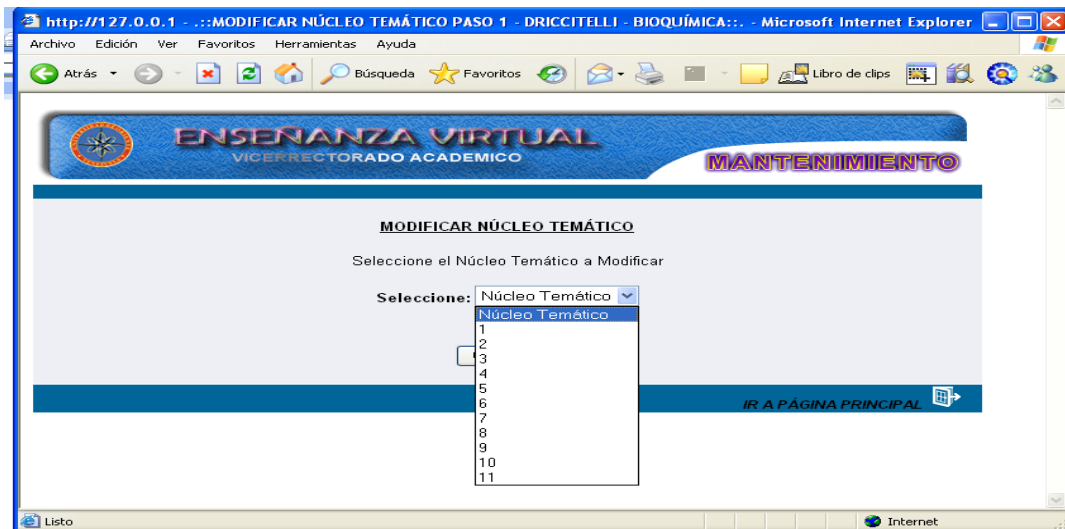 http://127.0.0.1 - .::MODIFICAR NÚCLEO TEMÁTICO PASO 1 - DRICCITELLI - BIOQUÍMICA::. - Microsoft Internet Explorer
Archivo Edición Ver Favoritos Herramientas Ayuda
Atrás Búsqueda Favoritos Libro de clips
ENSEÑANZA VIRTUAL
VICERRECTORADO ACADEMICO
MANTENIMIENTO
MODIFICAR NÚCLEO TEMÁTICO
Seleccione el Núcleo Temático a Modificar
Seleccione: Núcleo Temático
Núcleo Temático
1
2
3
4
5
6
7
8
9
10
11
IR A PÁGINA PRINCIPAL
Listo Internet